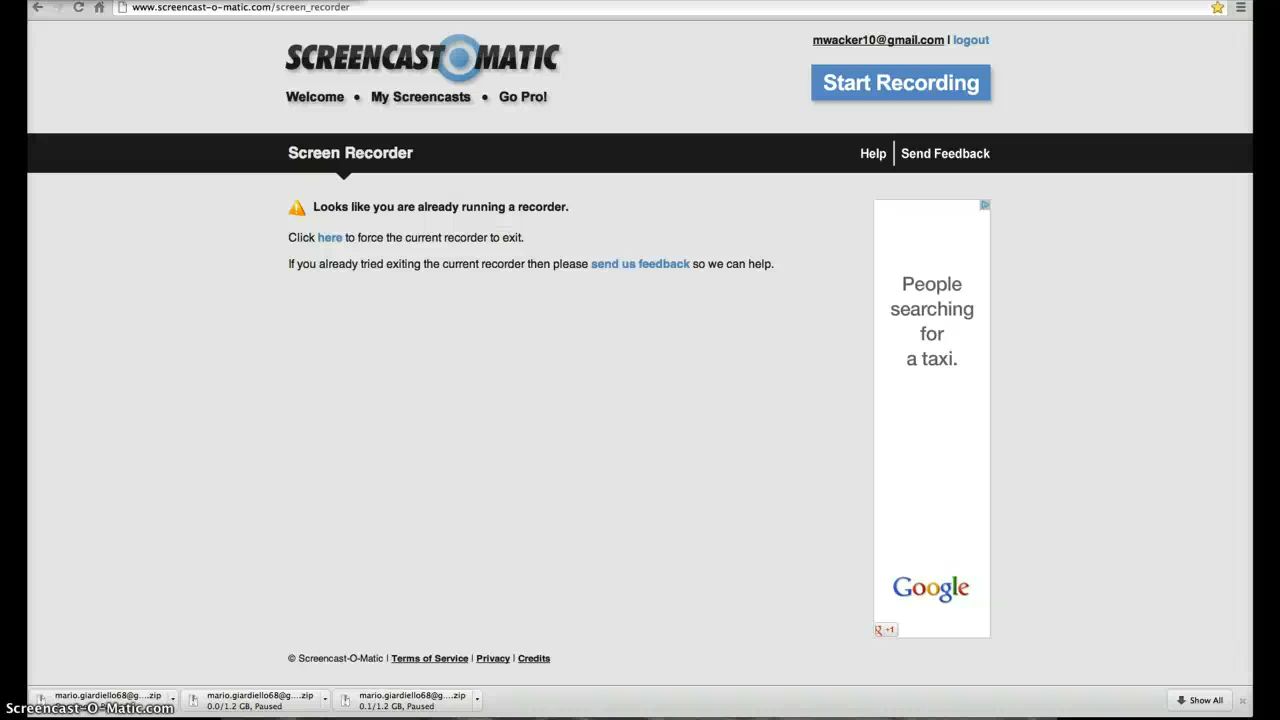 www.screencast-o-matic.com/screen_recorder
SCREENCAST O MATIC
mwacker10@gmail.com | logout
Start Recording
Welcome • My Screencasts • Go Pro!
Screen Recorder
Help | Send Feedback
Looks like you are already running a recorder.
Click here to force the current recorder to exit.
If you already tried exiting the current recorder then please send us feedback so we can help.
People
searching
for
a taxi.
Google
g +1
© Screencast-O-Matic | Terms of Service | Privacy | Credits
mario.giardiello68@g....zip
mario.giardiello68@g....zip
0.0/1.2 GB, Paused
mario.giardiello68@g....zip
0.1/1.2 GB, Paused
Show All
Screencast-O-Matic.com